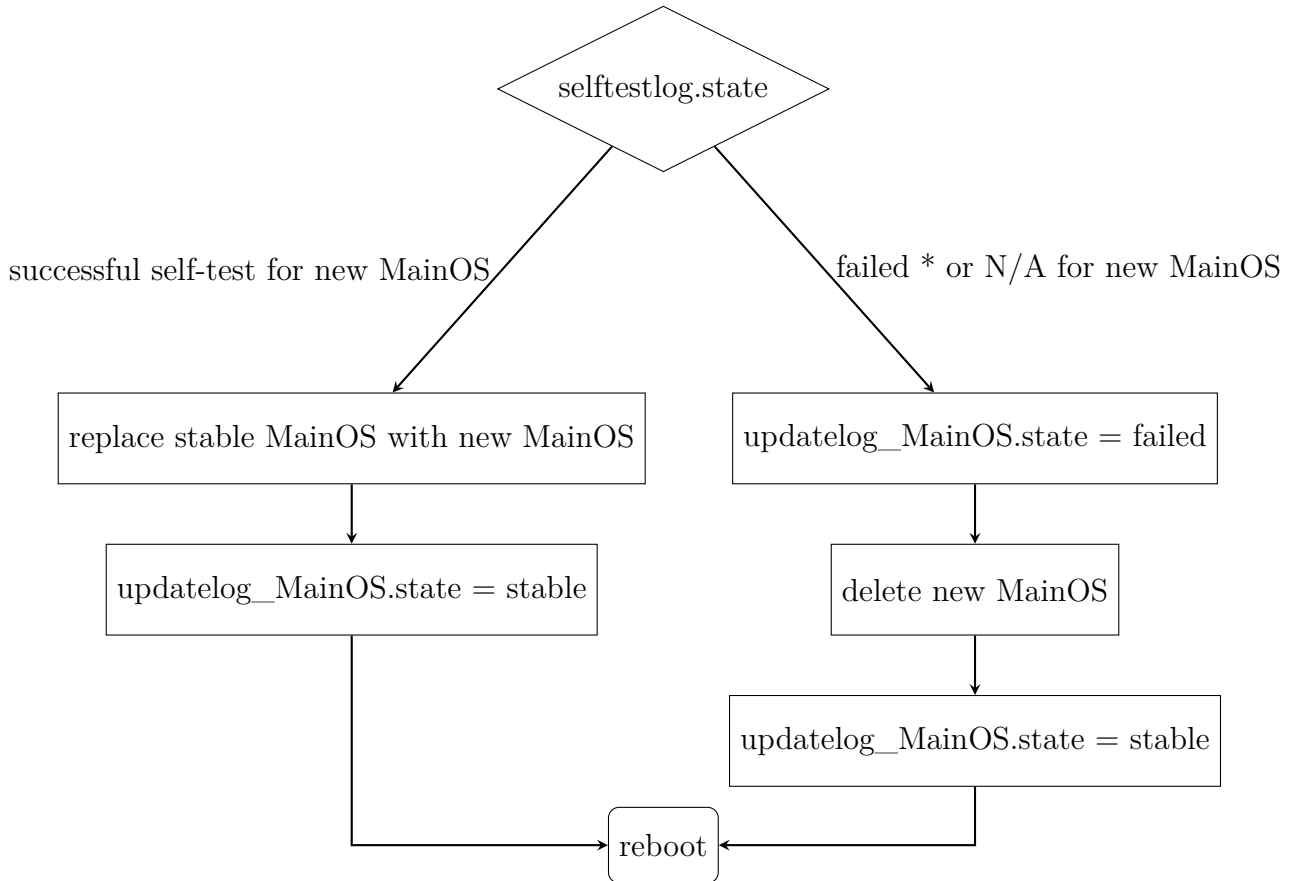 selftestlog.state
successful self-test for new MainOS
failed * or N/A for new MainOS
replace stable MainOS with new MainOS
updatelog_MainOS.state = failed
updatelog_MainOS.state = stable
delete new MainOS
updatelog_MainOS.state = stable
reboot